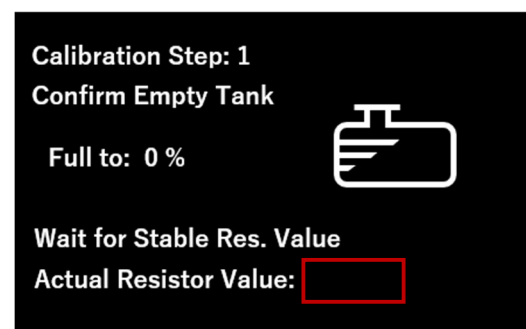 Calibration Step: 1
Confirm Empty Tank
Full to: 0 %
Wait for Stable Res. Value
Actual Resistor Value: